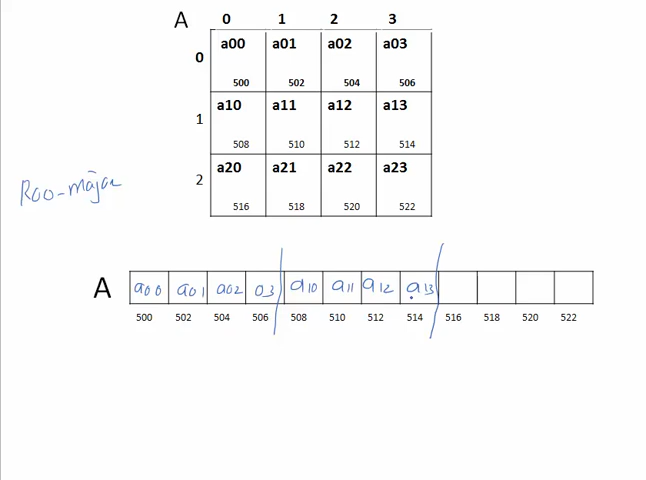 A 0 1 2 3
0 a00 a01 a02 a03
500 502 504 506
1 a10 a11 a12 a13
508 510 512 514
2 a20 a21 a22 a23
516 518 520 522
Roo-major
A a00 a01 a02 03 a10 a11 a12 a13
500 502 504 506 508 510 512 514 516 518 520 522